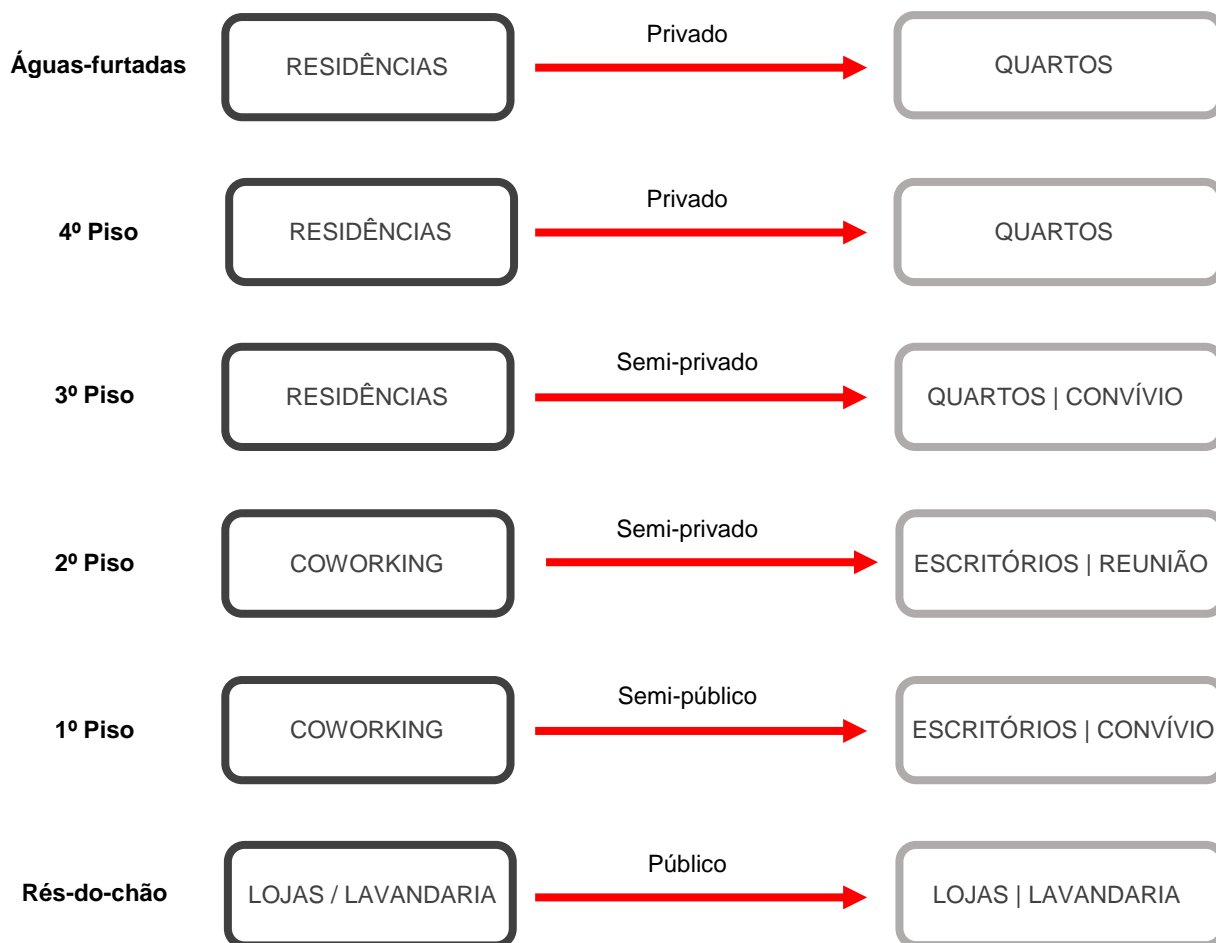 Privado
Águas-furtadas RESIDÊNCIAS QUARTOS
Privado
4º Piso RESIDÊNCIAS QUARTOS
Semi-privado
3º Piso RESIDÊNCIAS QUARTOS | CONVÍVIO
Semi-privado
2º Piso COWORKING ESCRITÓRIOS | REUNIÃO
Semi-público
1º Piso COWORKING ESCRITÓRIOS | CONVÍVIO
Público
Rés-do-chão LOJAS / LAVANDARIA LOJAS | LAVANDARIA